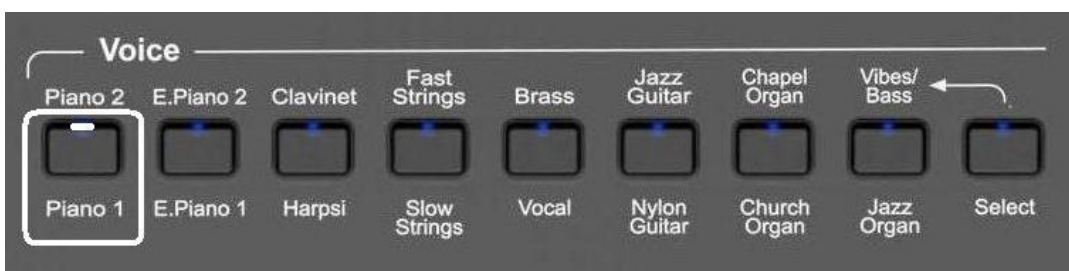 Voice
Piano 2 E.Piano 2 Clavinet Fast Strings Brass Jazz Guitar Chapel Organ Vibes/ Bass
Piano 1 E.Piano 1 Harpsi Slow Strings Vocal Nylon Guitar Church Organ Jazz Organ Select